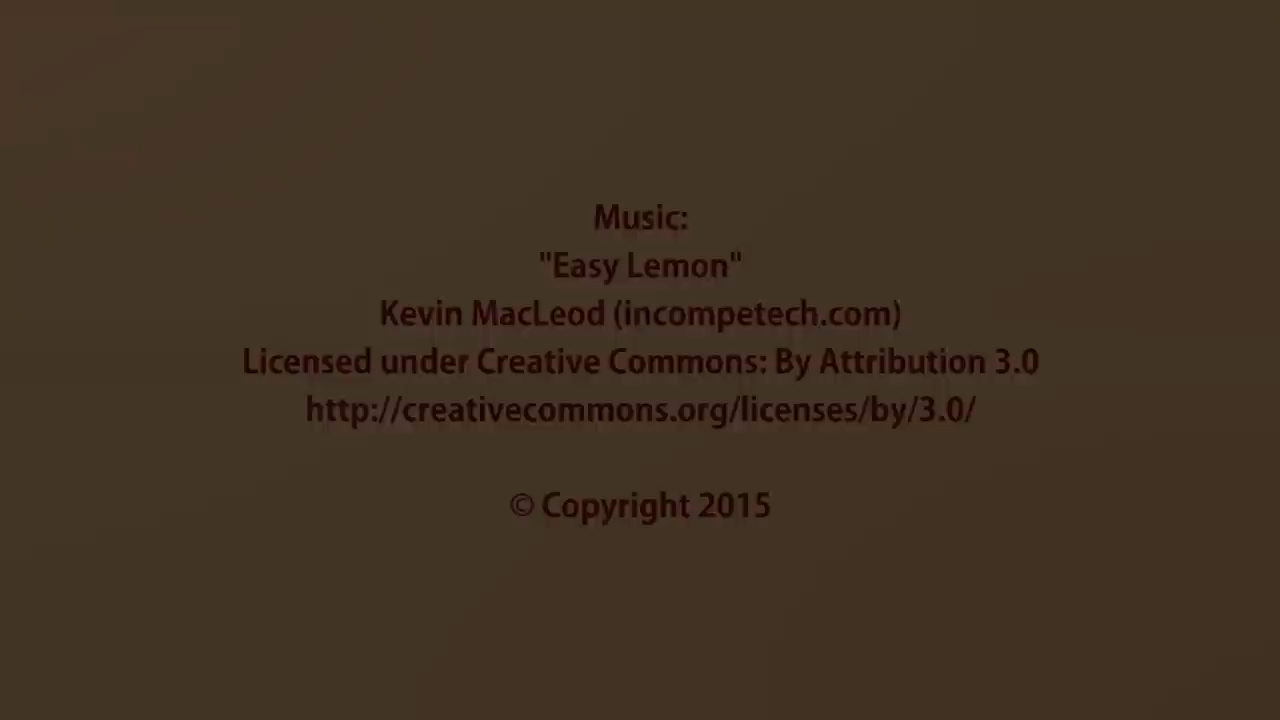 Music:
"Easy Lemon"
Kevin MacLeod (incompetech.com)
Licensed under Creative Commons: By Attribution 3.0
http://creativecommons.org/licenses/by/3.0/
© Copyright 2015